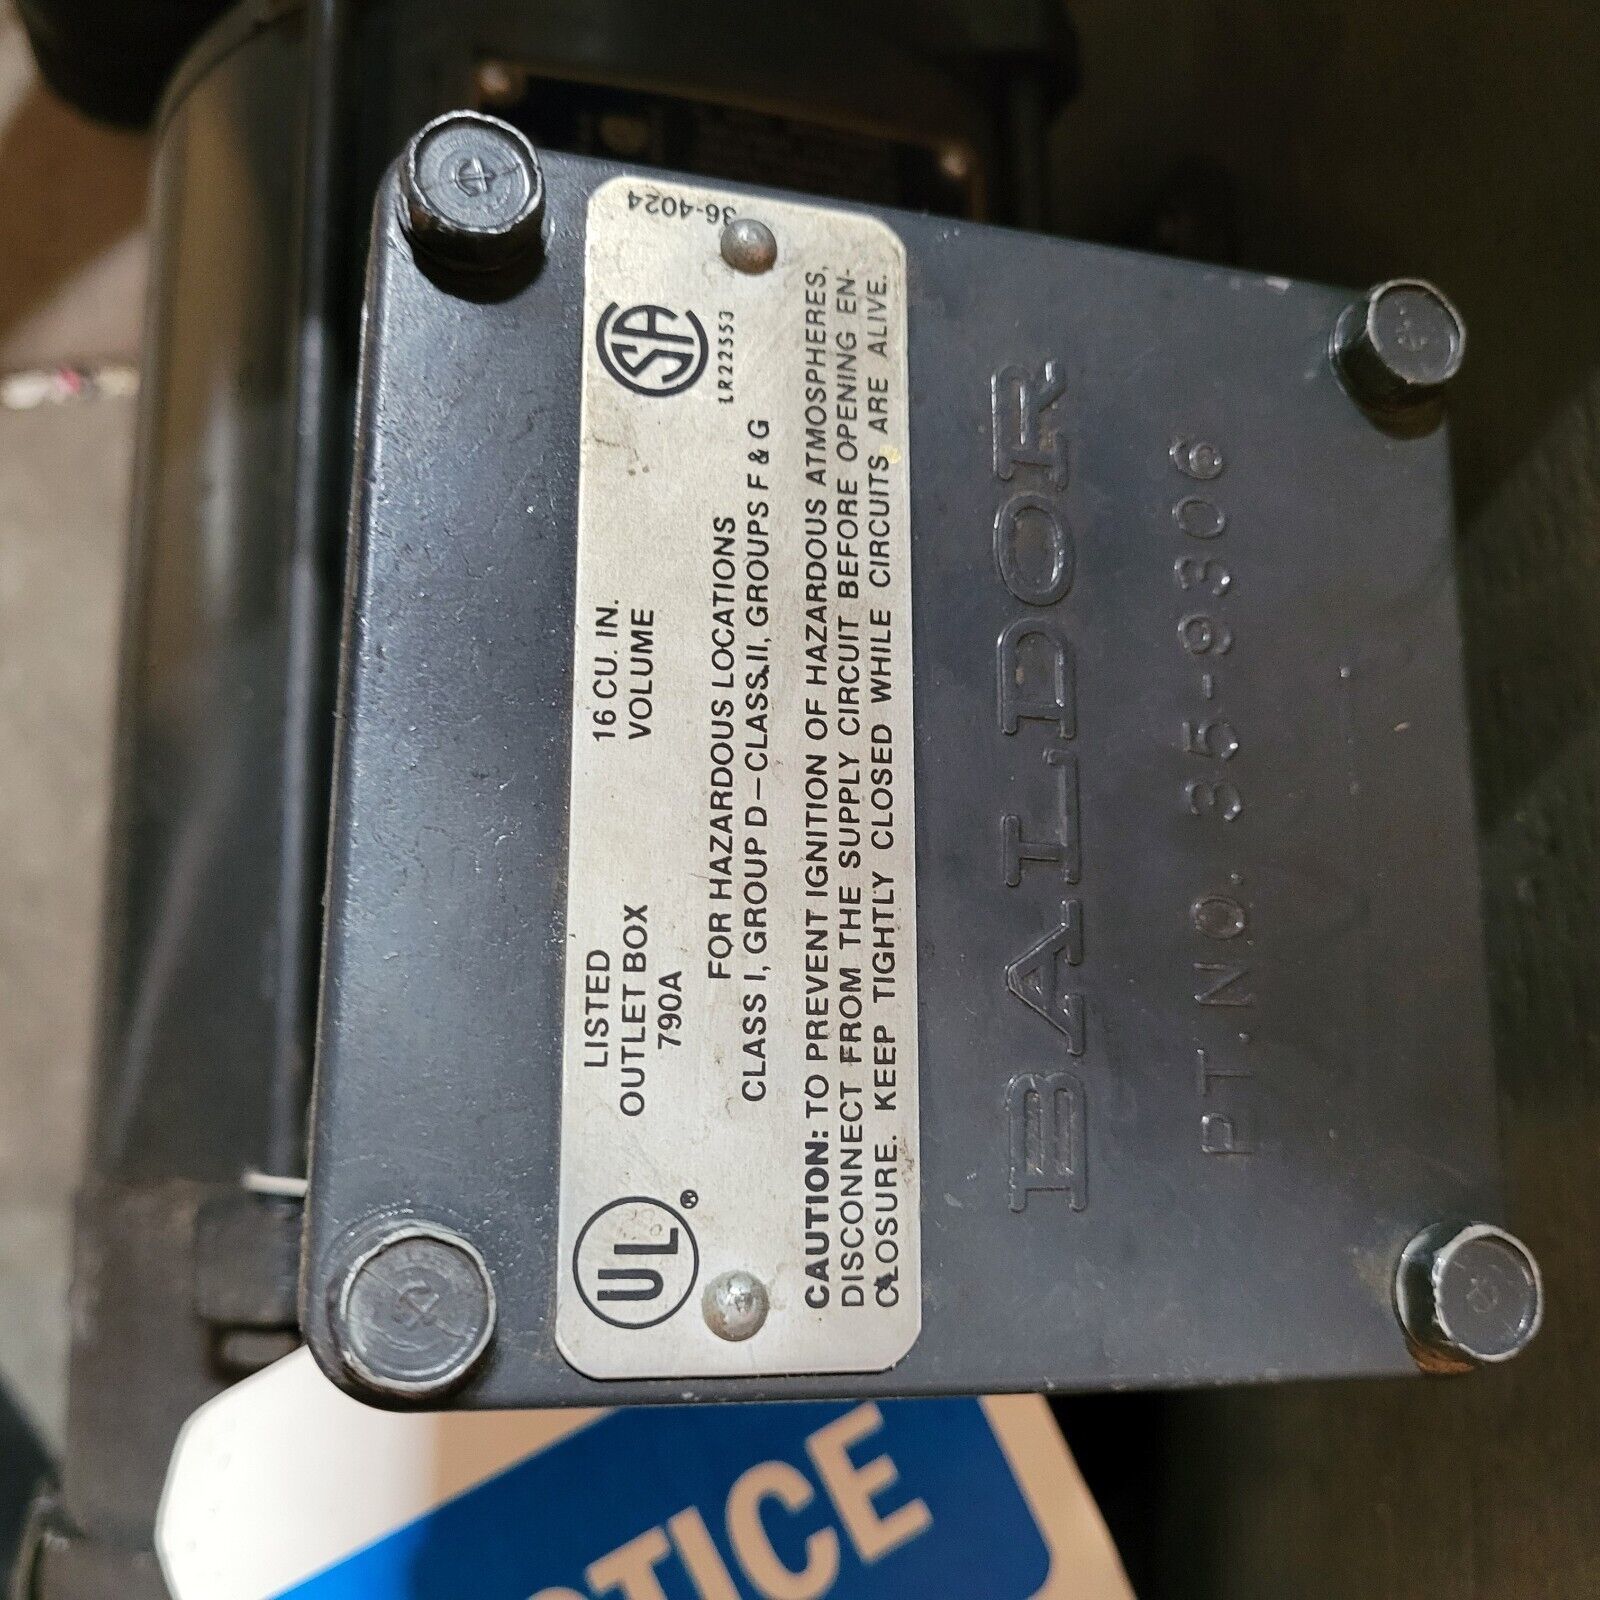 36-4024
LISTED
OUTLET BOX
790A
16 CU. IN.
VOLUME
UL®
SA
LR22553
FOR HAZARDOUS LOCATIONS
CLASS I, GROUP D–CLASS II, GROUPS F & G
CAUTION: TO PREVENT IGNITION OF HAZARDOUS ATMOSPHERES,
DISCONNECT FROM THE SUPPLY CIRCUIT BEFORE OPENING EN-
CLOSURE. KEEP TIGHTLY CLOSED WHILE CIRCUITS ARE ALIVE.
BALDOR
PT. NO. 35-9306